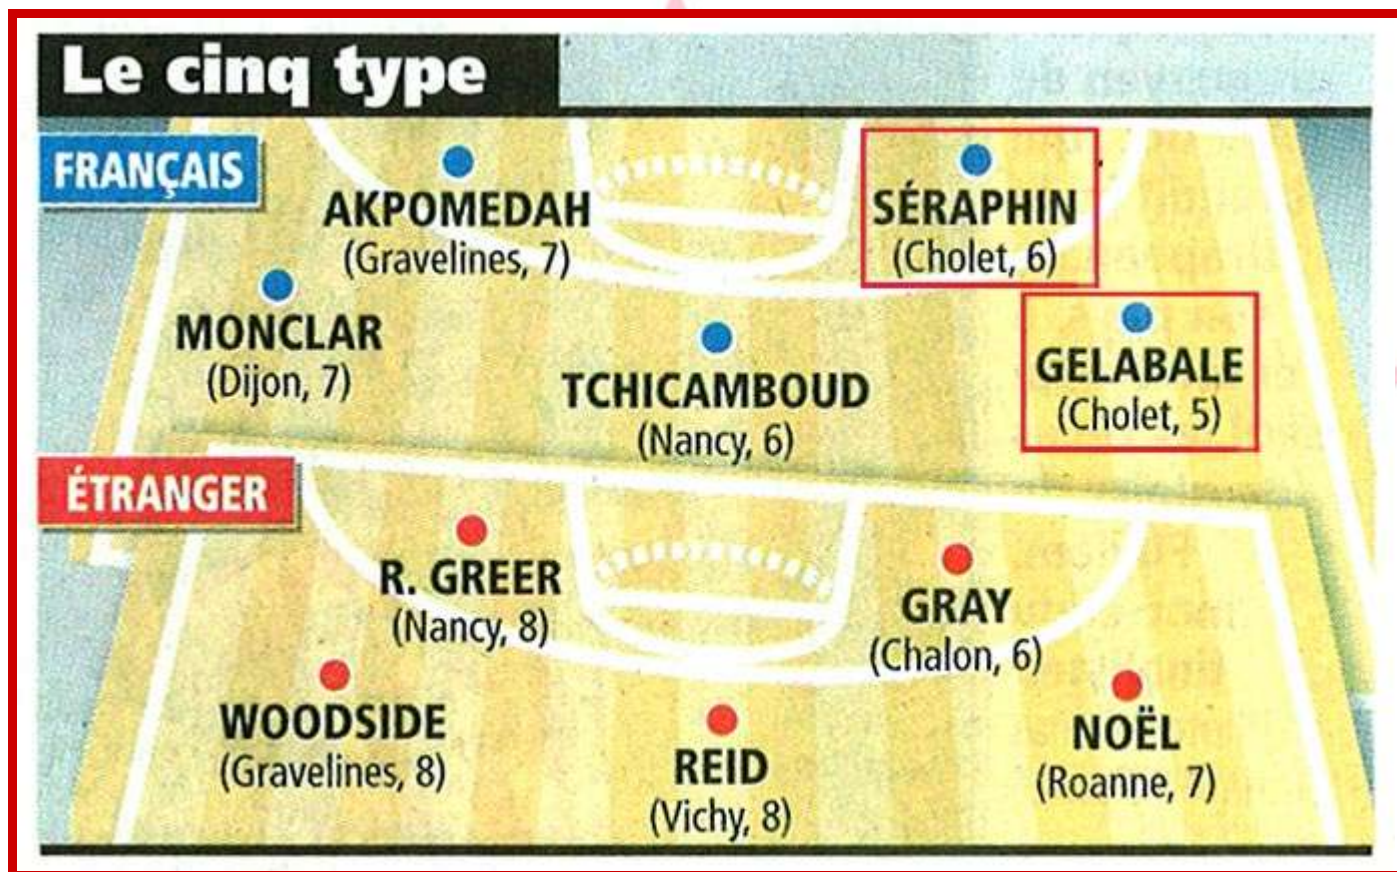 Le cinq type
FRANÇAIS
AKPOMEDAH
(Gravelines, 7)
SÉRAPHIN
(Cholet, 6)
MONCLAR
(Dijon, 7)
TCHICAMBOUD
(Nancy, 6)
GELABALE
(Cholet, 5)
ÉTRANGER
R. GREER
(Nancy, 8)
GRAY
(Chalon, 6)
WOODSIDE
(Gravelines, 8)
REID
(Vichy, 8)
NOËL
(Roanne, 7)